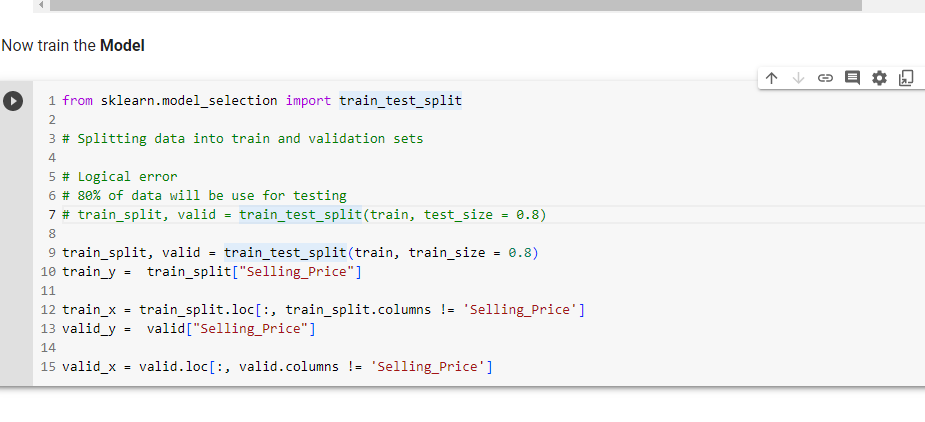 Now train the Model
1 from sklearn.model_selection import train_test_split
2
3 # Splitting data into train and validation sets
4
5 # Logical error
6 # 80% of data will be use for testing
7 # train_split, valid = train_test_split(train, test_size = 0.8)
8
9 train_split, valid = train_test_split(train, train_size = 0.8)
10 train_y =  train_split["Selling_Price"]
11
12 train_x = train_split.loc[:, train_split.columns != 'Selling_Price']
13 valid_y =  valid["Selling_Price"]
14
15 valid_x = valid.loc[:, valid.columns != 'Selling_Price']